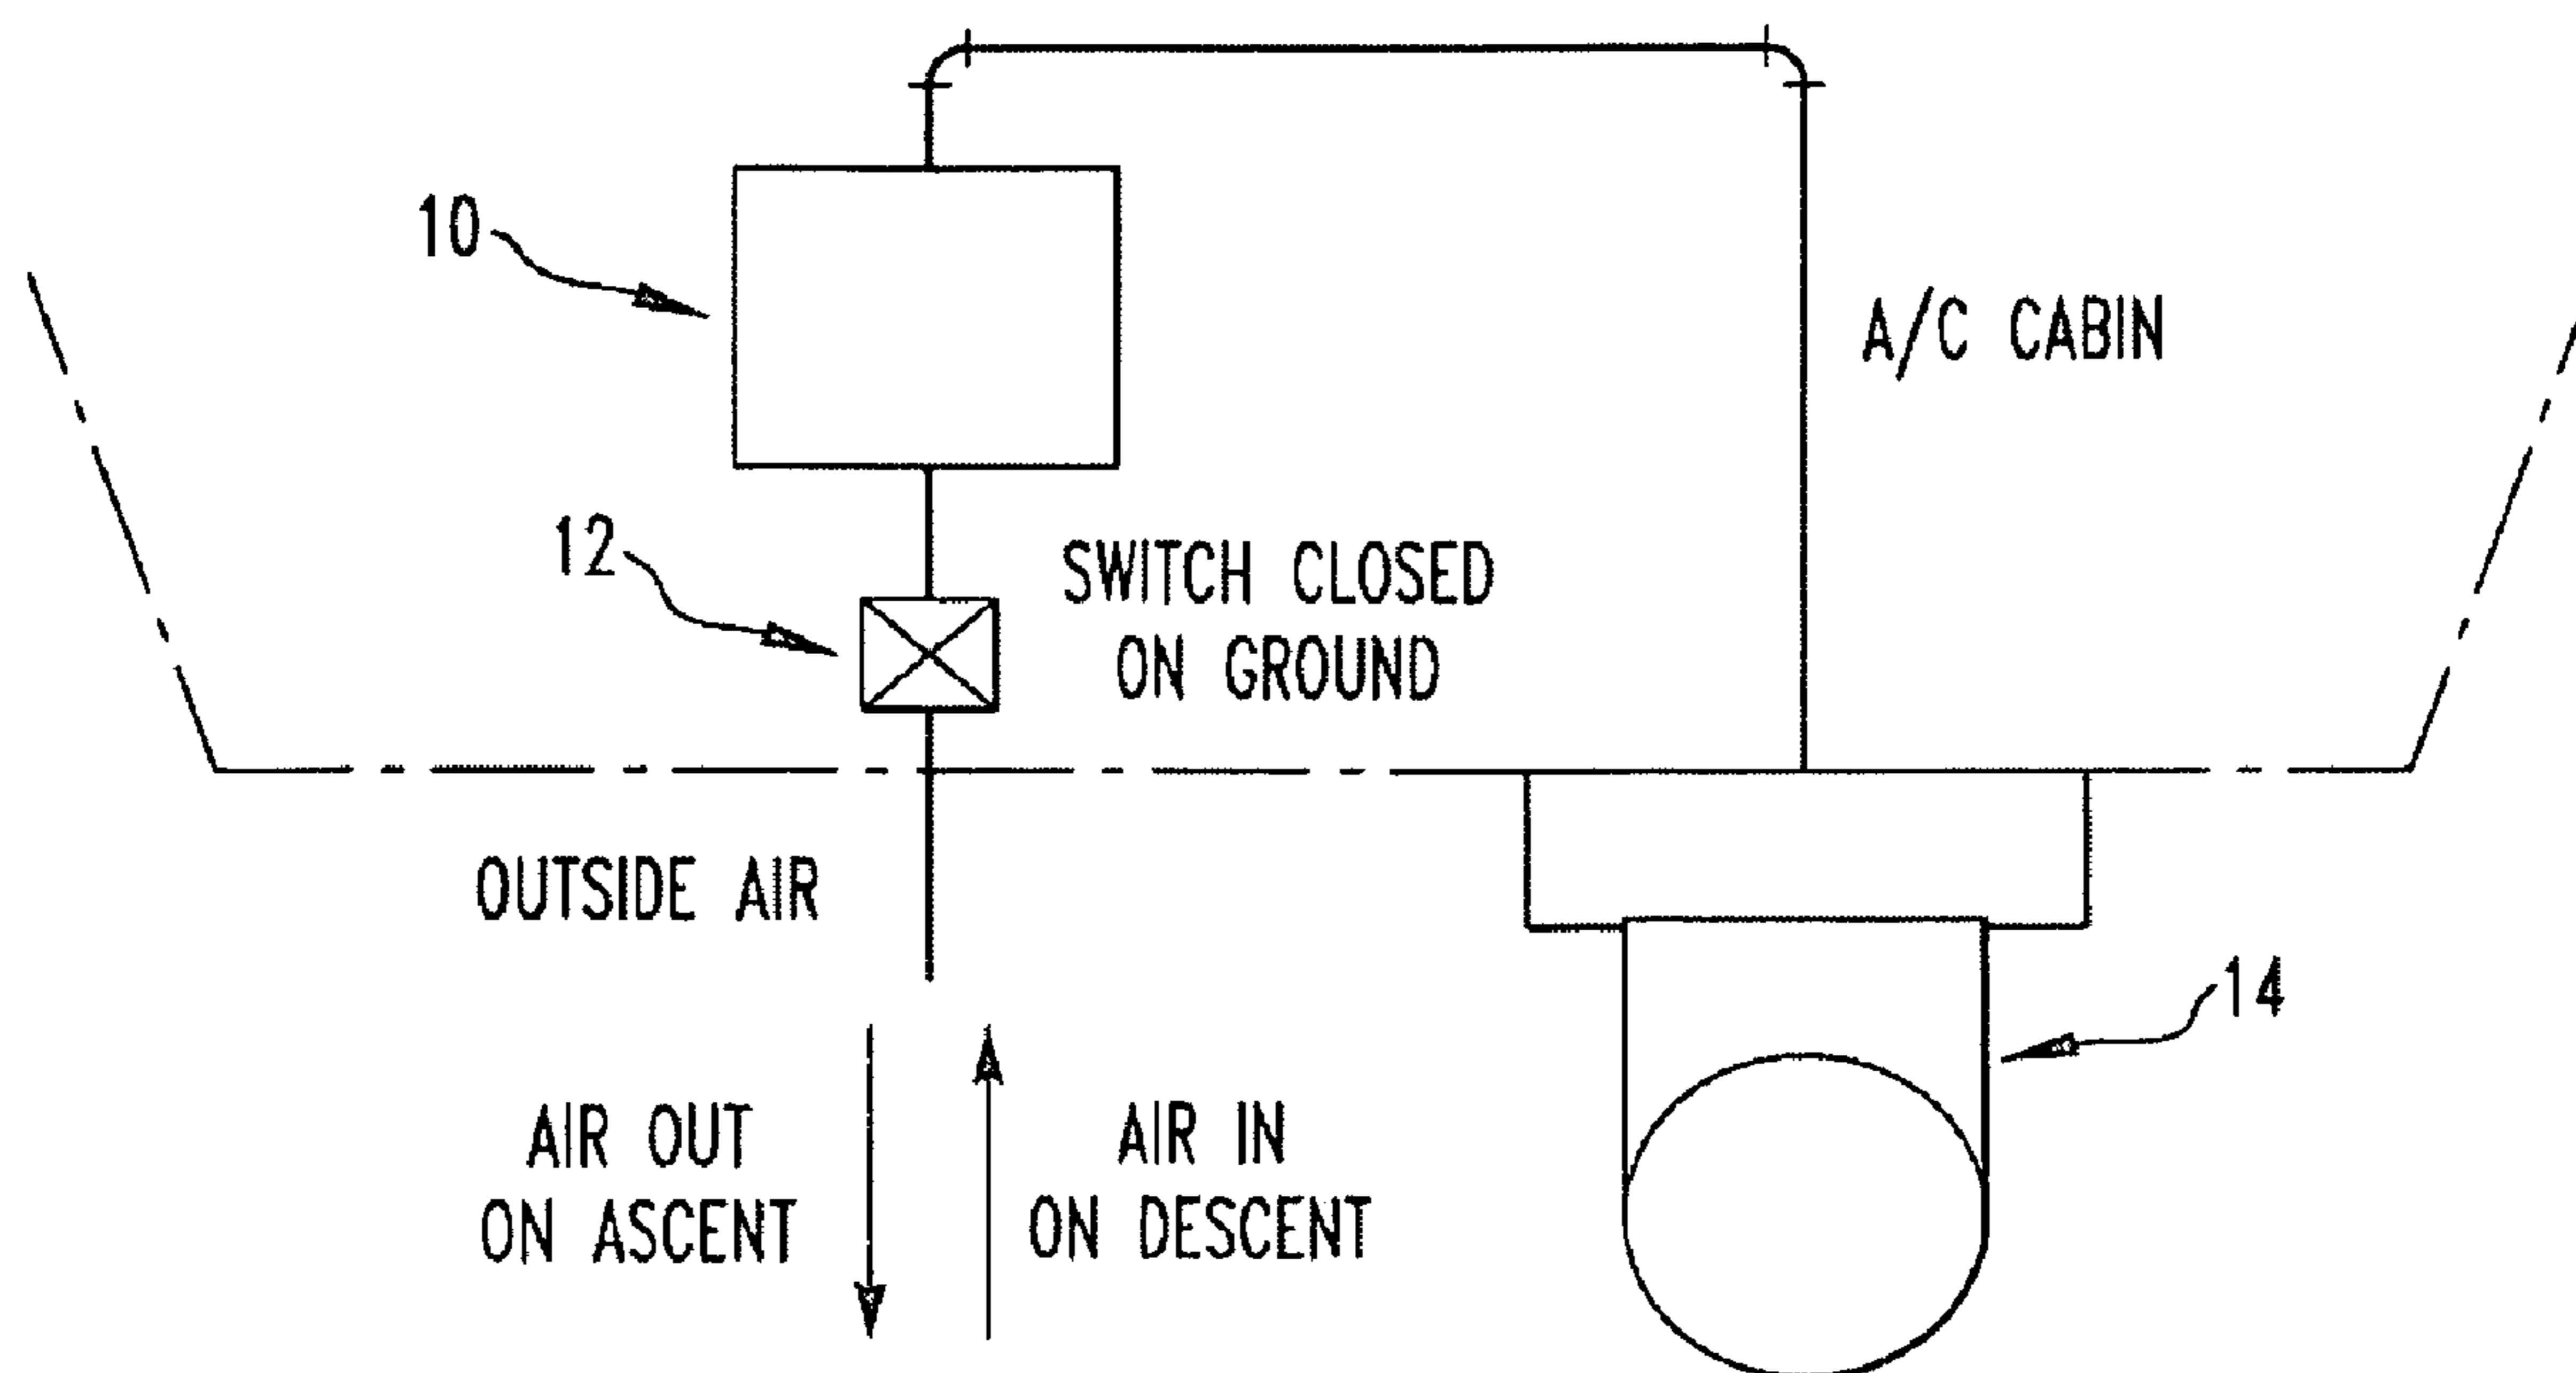 10
A/C CABIN
12
SWITCH CLOSED
ON GROUND
OUTSIDE AIR
14
AIR OUT
ON ASCENT
AIR IN
ON DESCENT